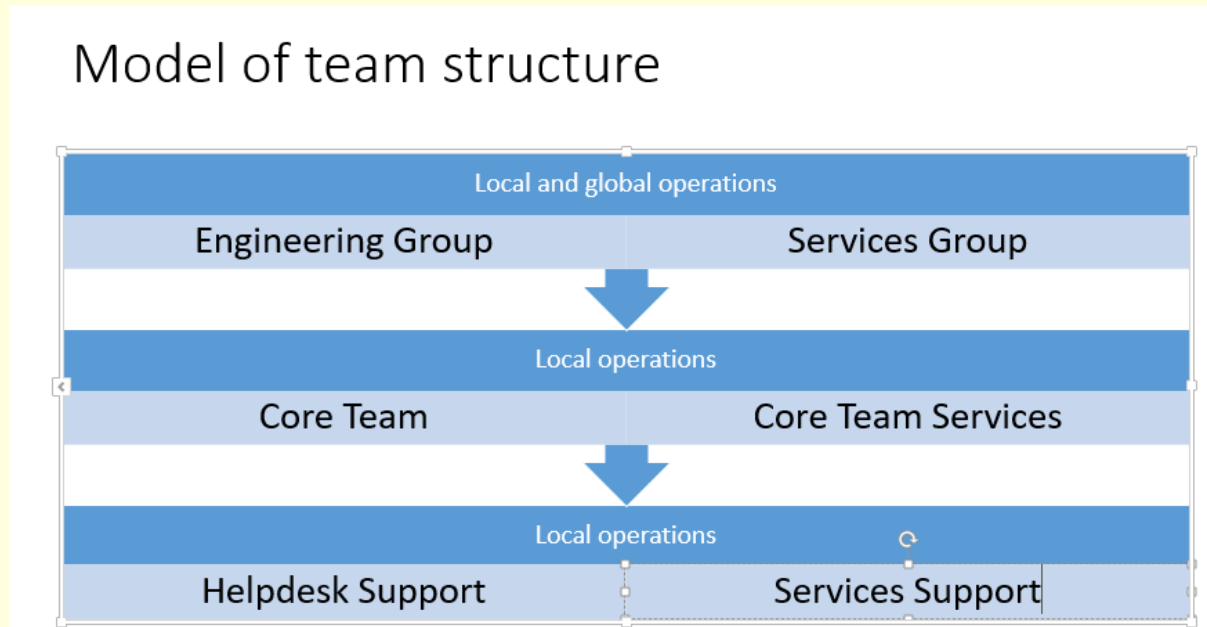 Model of team structure
Local and global operations
Engineering Group Services Group
Local operations
Core Team Core Team Services
Local operations
Helpdesk Support Services Support